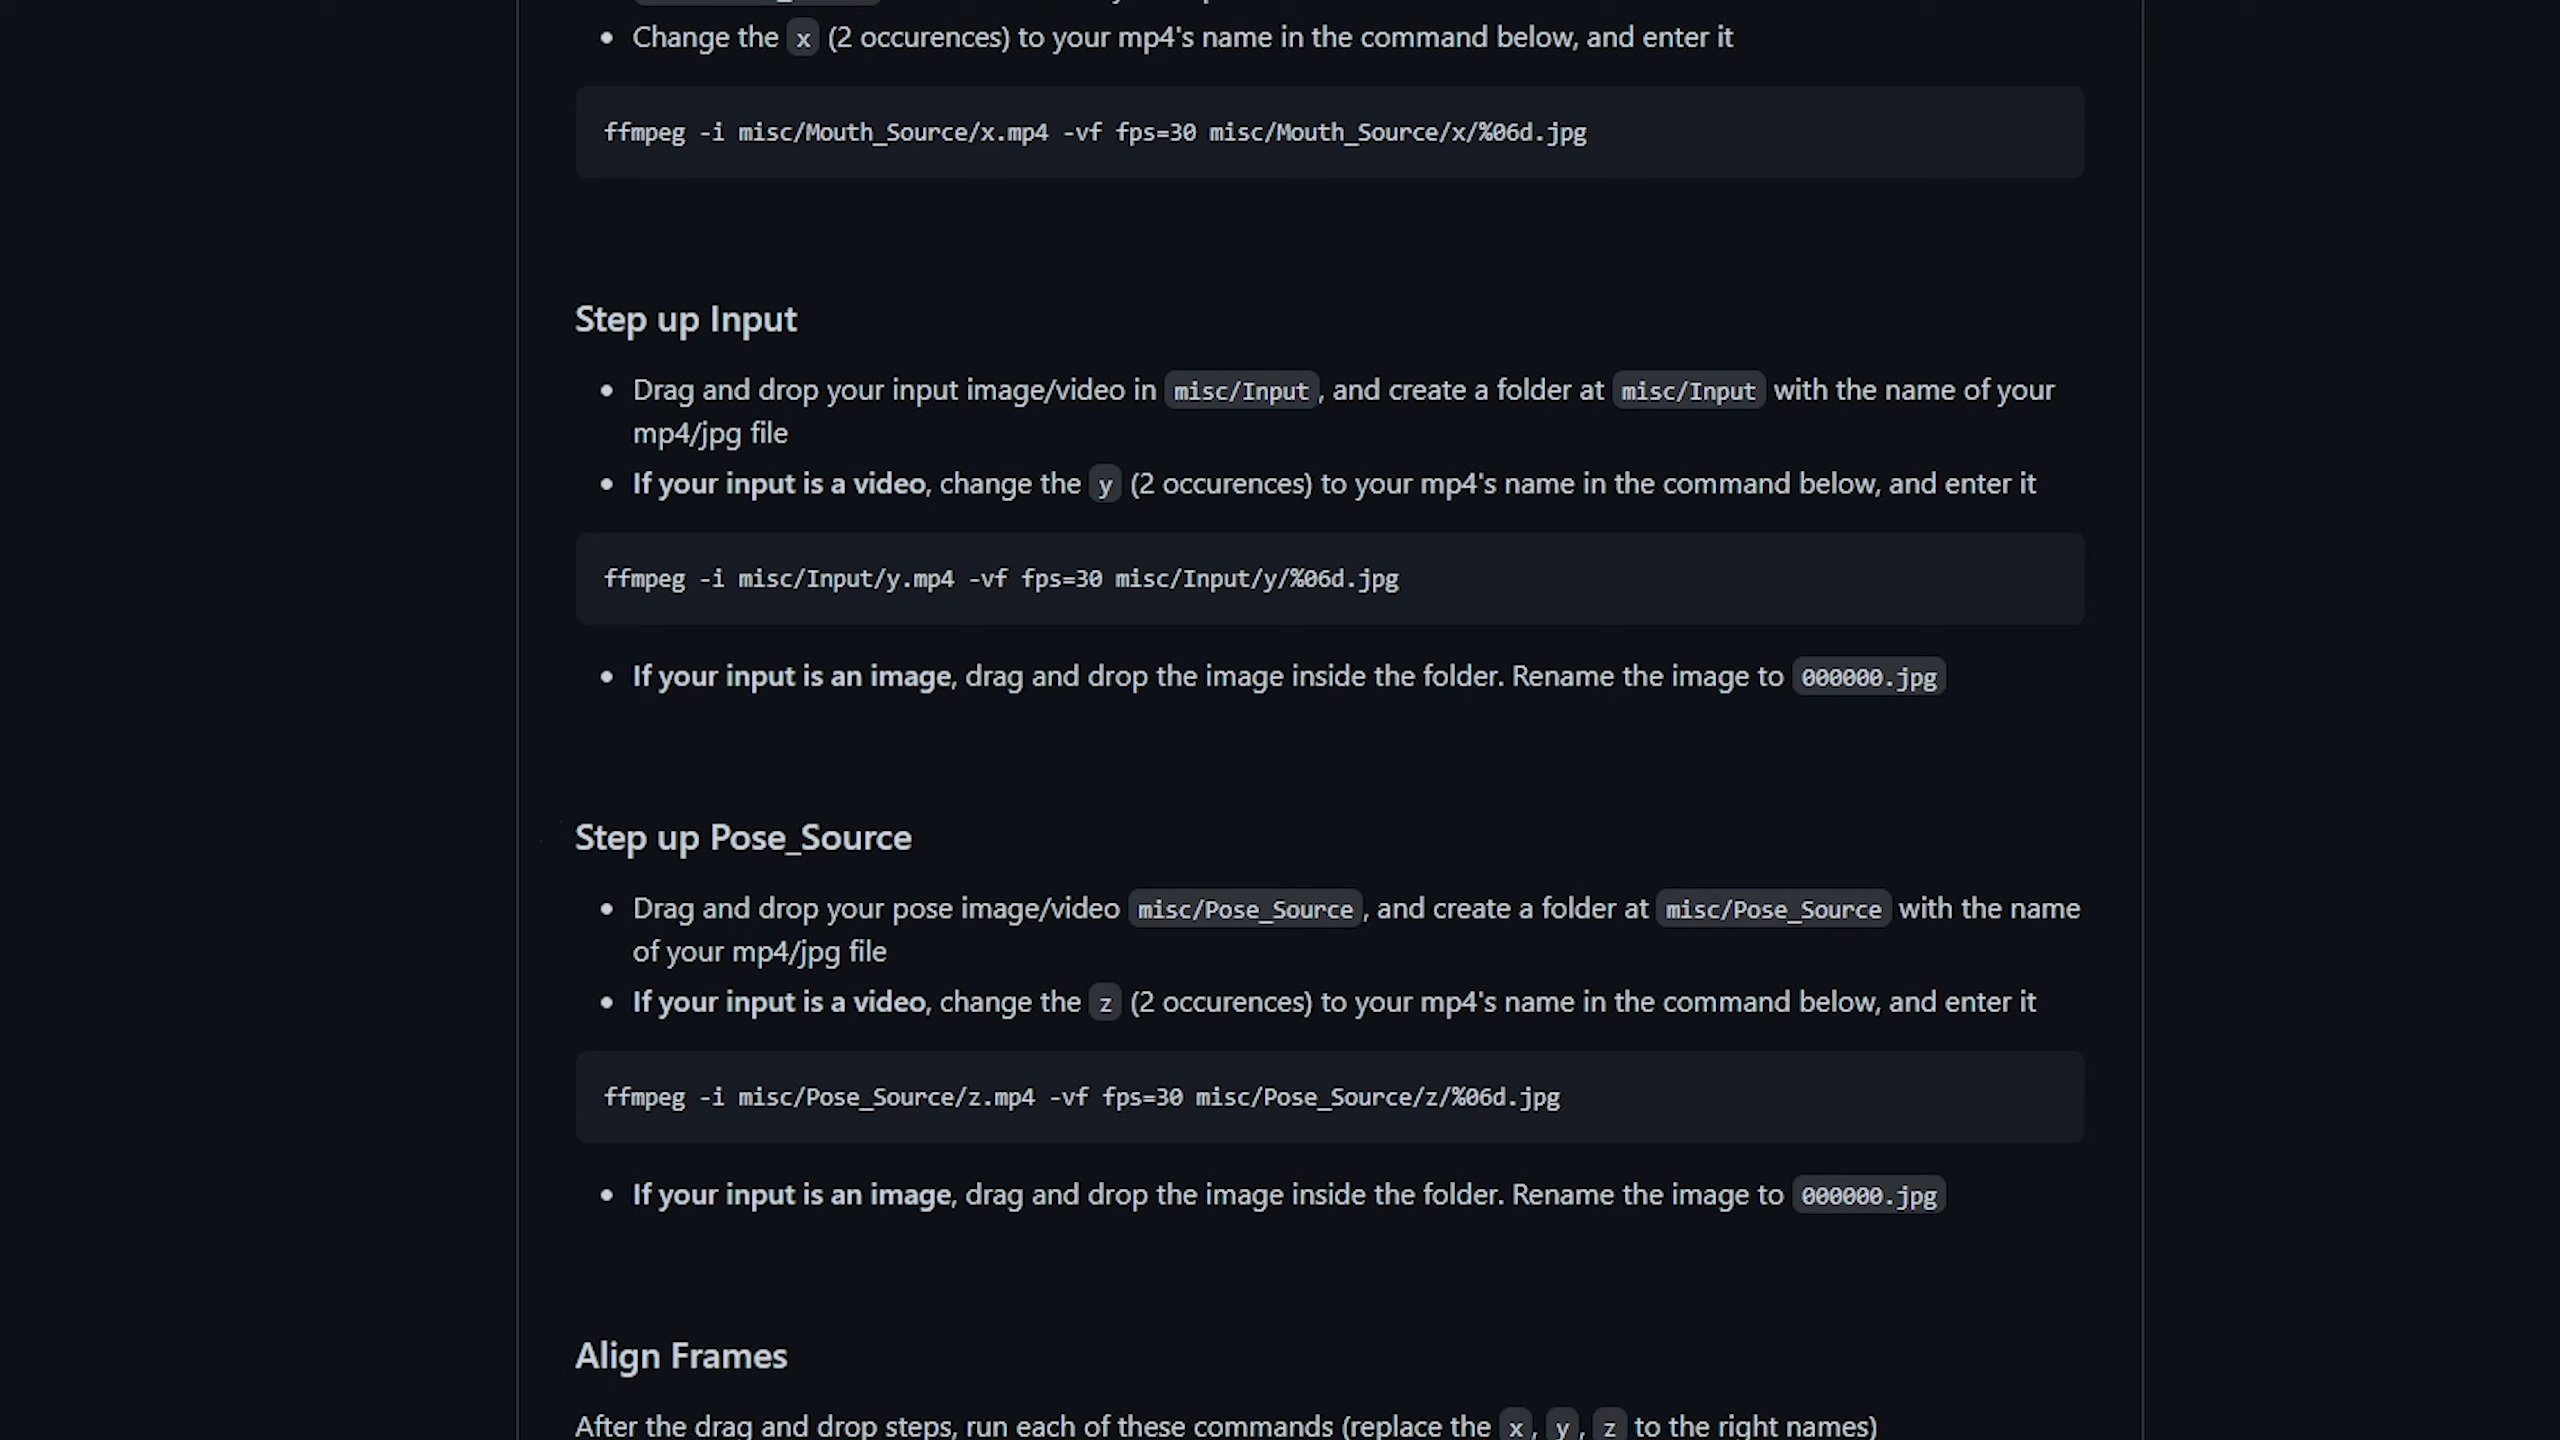 Change the x (2 occurences) to your mp4's name in the command below, and enter it
ffmpeg -i misc/Mouth_Source/x.mp4 -vf fps=30 misc/Mouth_Source/x/%06d.jpg
Step up Input
Drag and drop your input image/video in misc/Input, and create a folder at misc/Input with the name of your
mp4/jpg file
If your input is a video, change the y (2 occurences) to your mp4's name in the command below, and enter it
ffmpeg -i misc/Input/y.mp4 -vf fps=30 misc/Input/y/%06d.jpg
If your input is an image, drag and drop the image inside the folder. Rename the image to 000000.jpg
Step up Pose_Source
Drag and drop your pose image/video misc/Pose_Source, and create a folder at misc/Pose_Source with the name
of your mp4/jpg file
If your input is a video, change the z (2 occurences) to your mp4's name in the command below, and enter it
ffmpeg -i misc/Pose_Source/z.mp4 -vf fps=30 misc/Pose_Source/z/%06d.jpg
If your input is an image, drag and drop the image inside the folder. Rename the image to 000000.jpg
Align Frames
After the drag and drop steps, run each of these commands (replace the x, y, z to the right names)